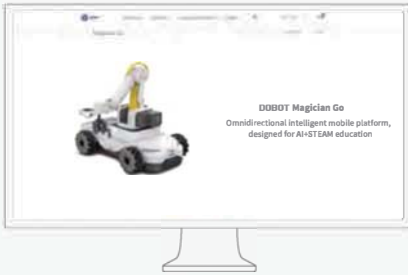 DOBOT Magician Go
Omnidirectional intelligent mobile platform,
designed for AI+STEAM education